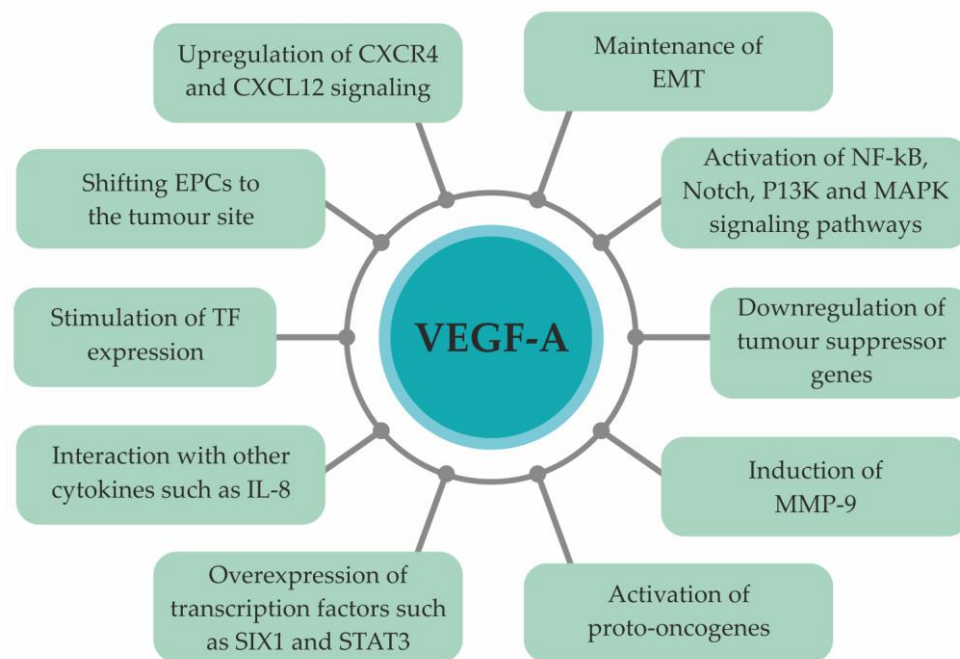 Upregulation of CXCR4
and CXCL12 signaling
Maintenance of
EMT
Shifting EPCs to
the tumour site
Activation of NF-kB,
Notch, P13K and MAPK
signaling pathways
Stimulation of TF
expression
VEGF-A
Downregulation of
tumour suppressor
genes
Interaction with other
cytokines such as IL-8
Induction of
MMP-9
Overexpression of
transcription factors such
as SIX1 and STAT3
Activation of
proto-oncogenes